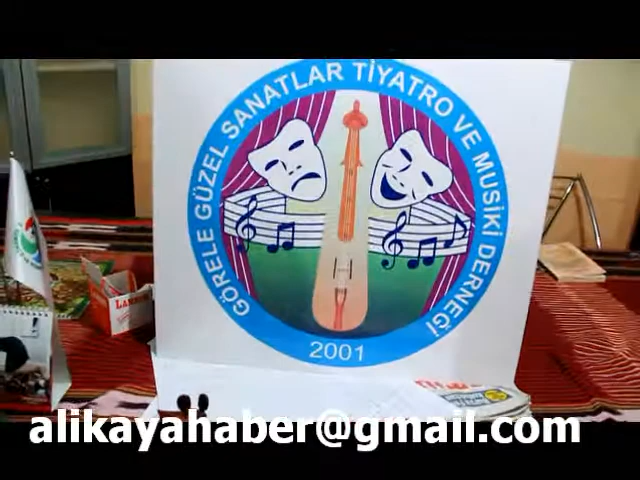 GÖRELE GÜZEL SANATLAR TİYATRO VE MUSİKİ DERNEĞİ
2001
alikayahaber@gmail.com